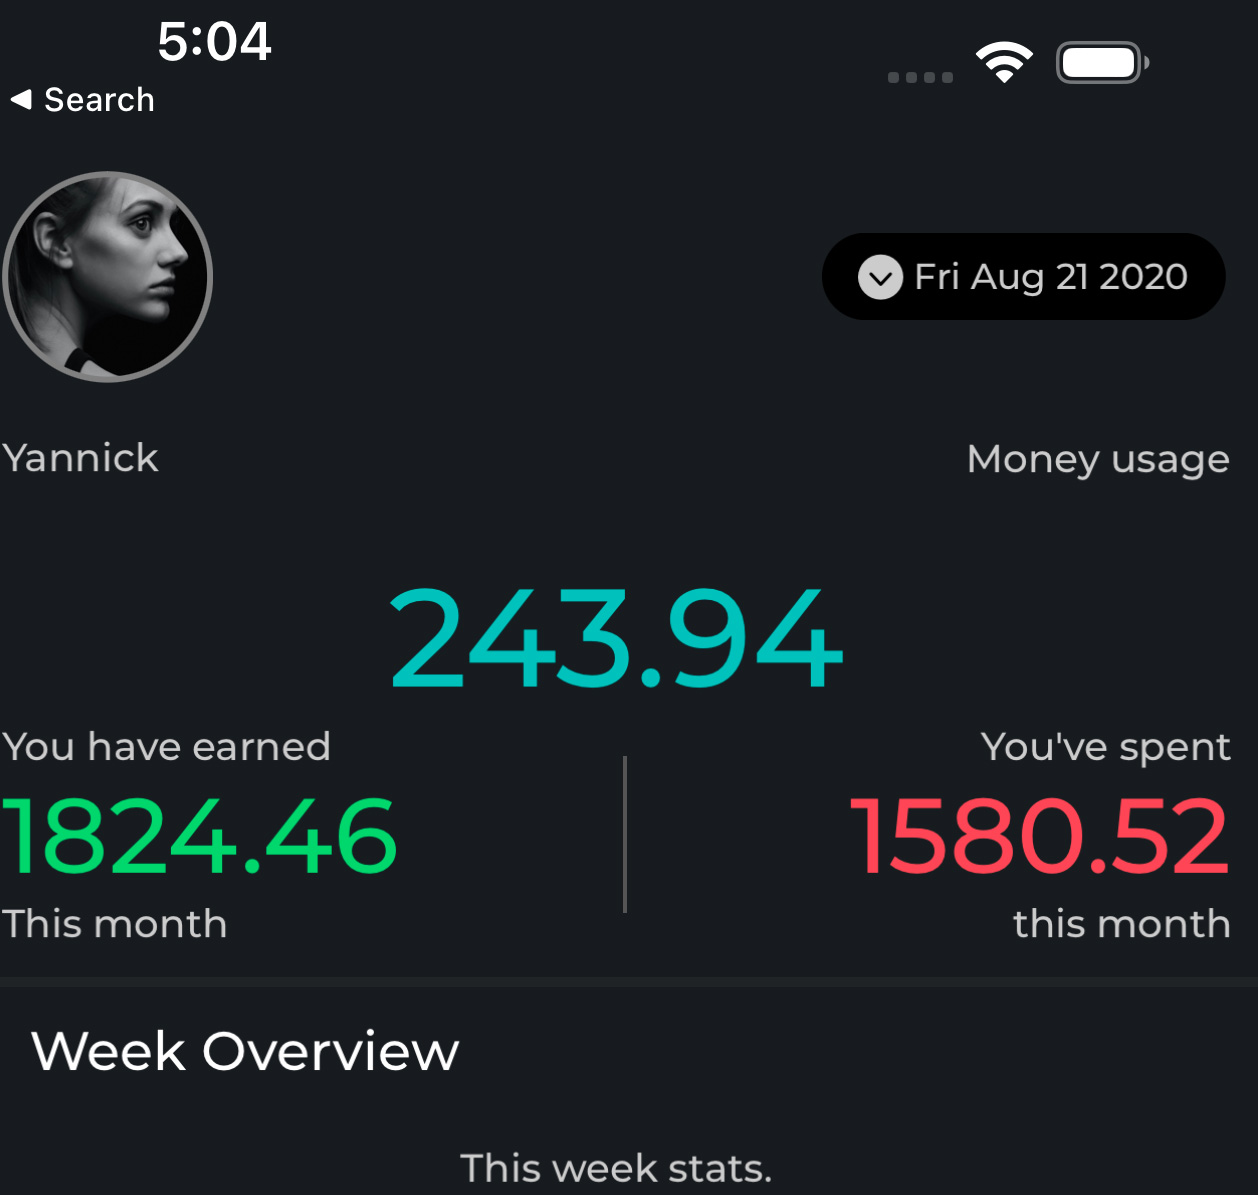 5:04
Search
Fri Aug 21 2020
Yannick
Money usage
243.94
You have earned
You've spent
1824.46
1580.52
This month
this month
Week Overview
This week stats.